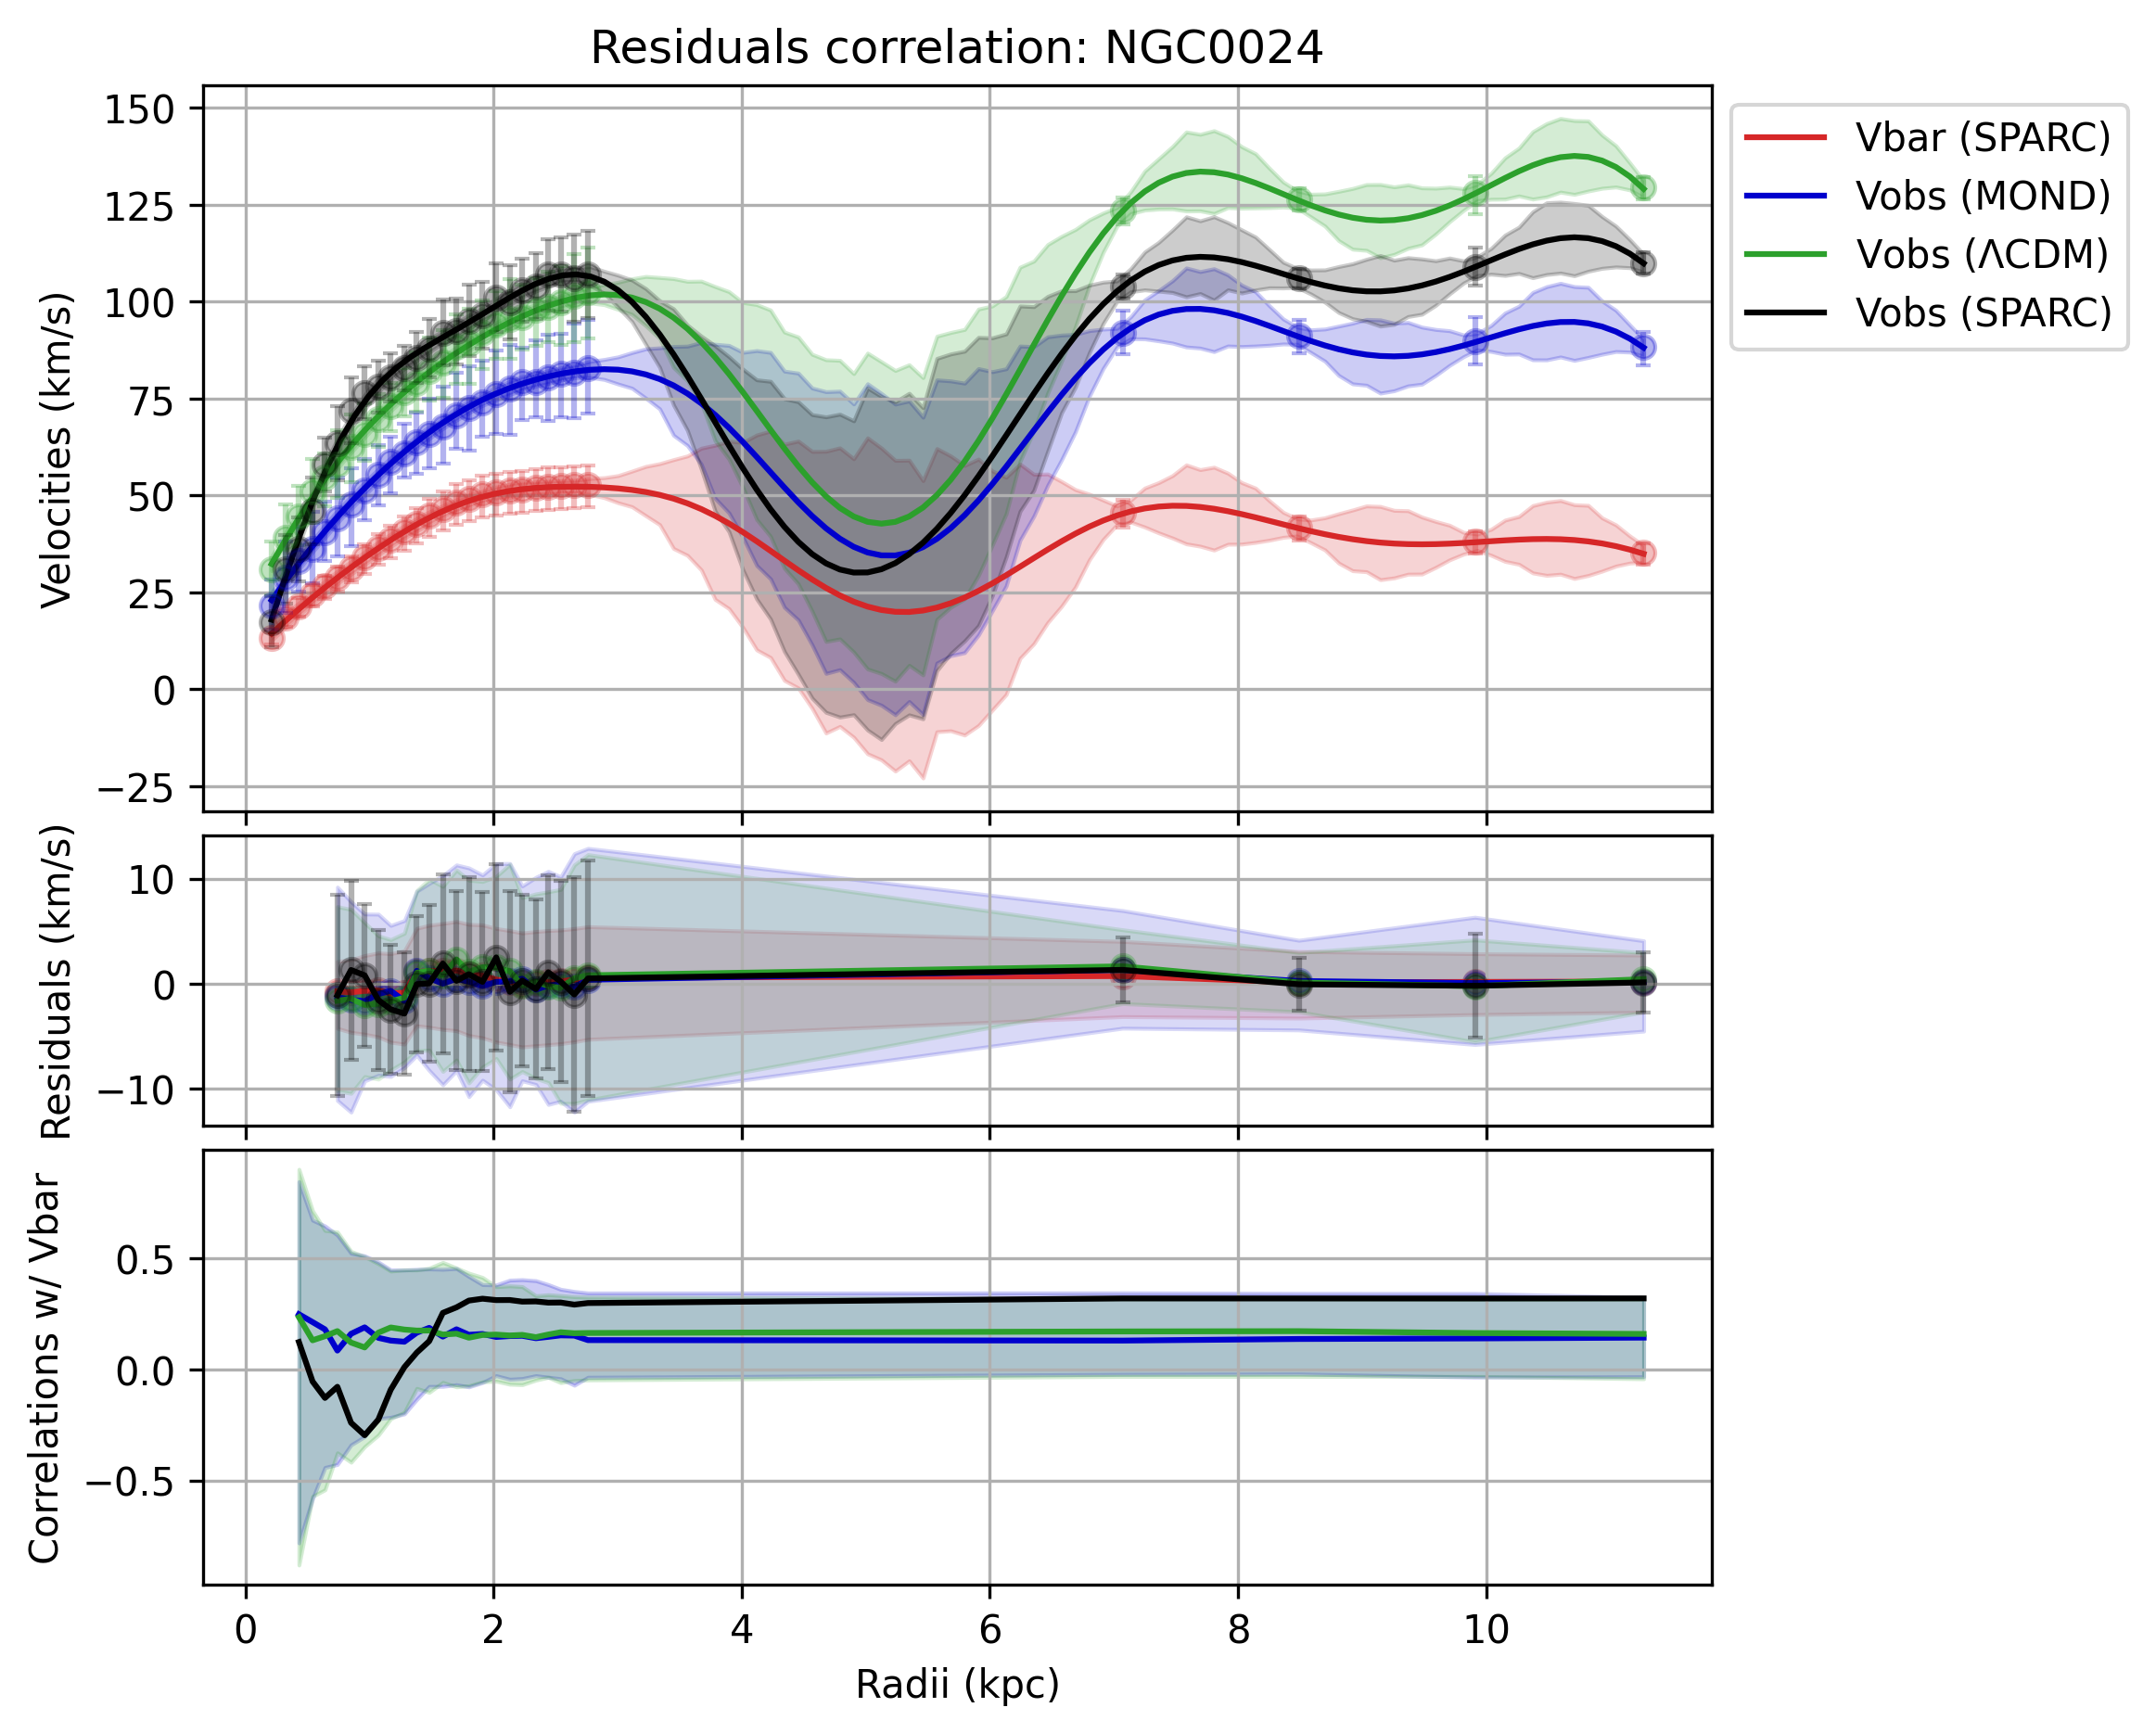 Residuals correlation: NGC0024
Velocities (km/s)
150
125
100
75
50
25
0
−25
Vbar (SPARC)
Vobs (MOND)
Vobs (ΛCDM)
Vobs (SPARC)
Residuals (km/s)
10
0
−10
Correlations w/ Vbar
0.5
0.0
−0.5
0 2 4 6 8 10
Radii (kpc)